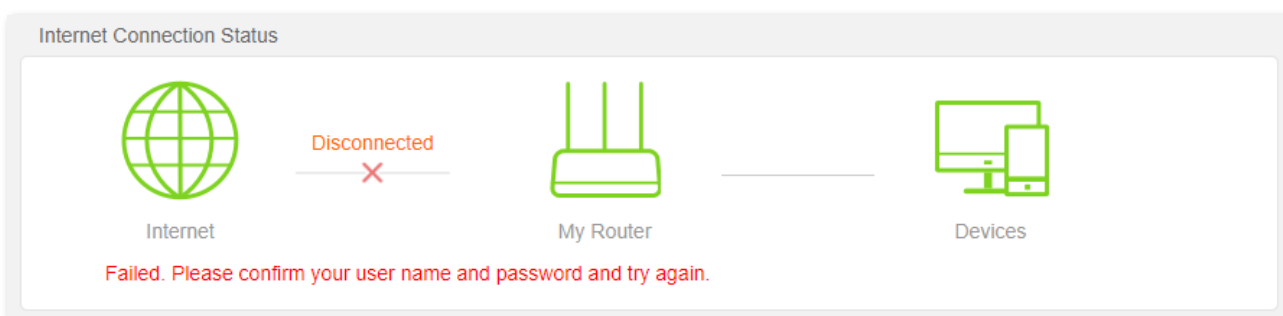 Internet Connection Status
Disconnected
Internet
My Router
Devices
Failed. Please confirm your user name and password and try again.